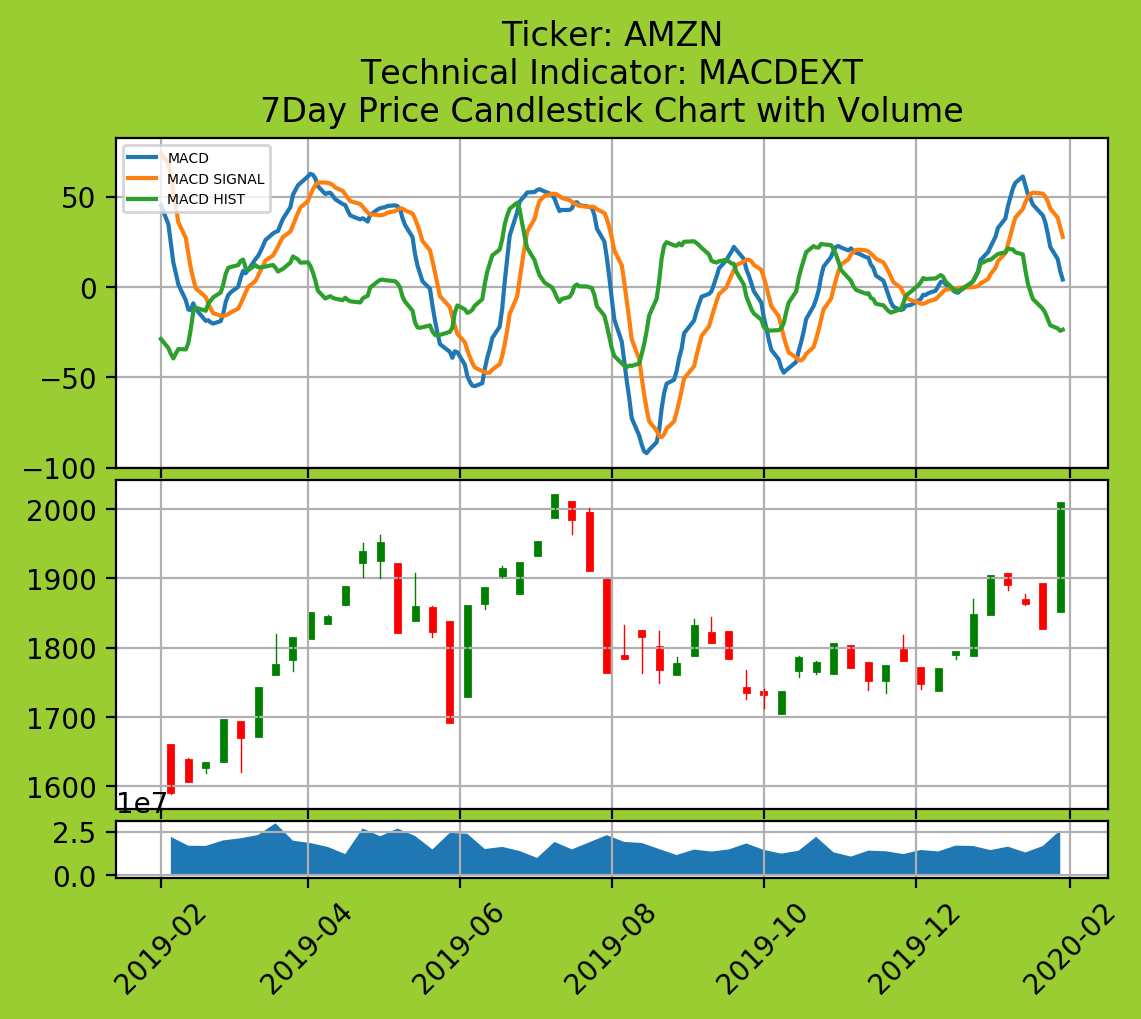 Ticker: AMZN
Technical Indicator: MACDEXT
7Day Price Candlestick Chart with Volume
MACD
MACD SIGNAL
MACD HIST
50
0
−50
−100
2000
1900
1800
1700
1600
1e7
2.5
0.0
2019-02
2019-04
2019-06
2019-08
2019-10
2019-12
2020-02